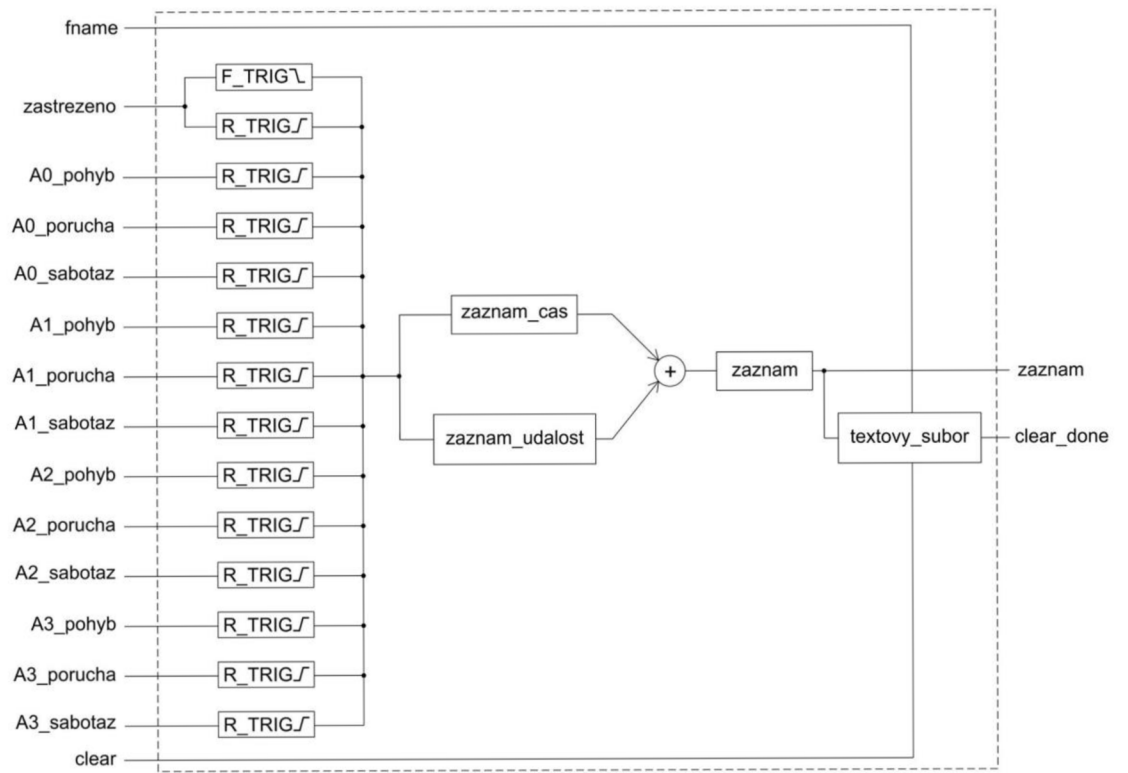 fname
F_TRIG
zastrezeno
R_TRIG
A0_pohyb
R_TRIG
A0_porucha
R_TRIG
A0_sabotaz
R_TRIG
zaznam_cas
A1_pohyb
R_TRIG
A1_porucha
R_TRIG
+
zaznam
zaznam
A1_sabotaz
R_TRIG
zaznam_udalost
textovy_subor
clear_done
A2_pohyb
R_TRIG
A2_porucha
R_TRIG
A2_sabotaz
R_TRIG
A3_pohyb
R_TRIG
A3_porucha
R_TRIG
A3_sabotaz
R_TRIG
clear